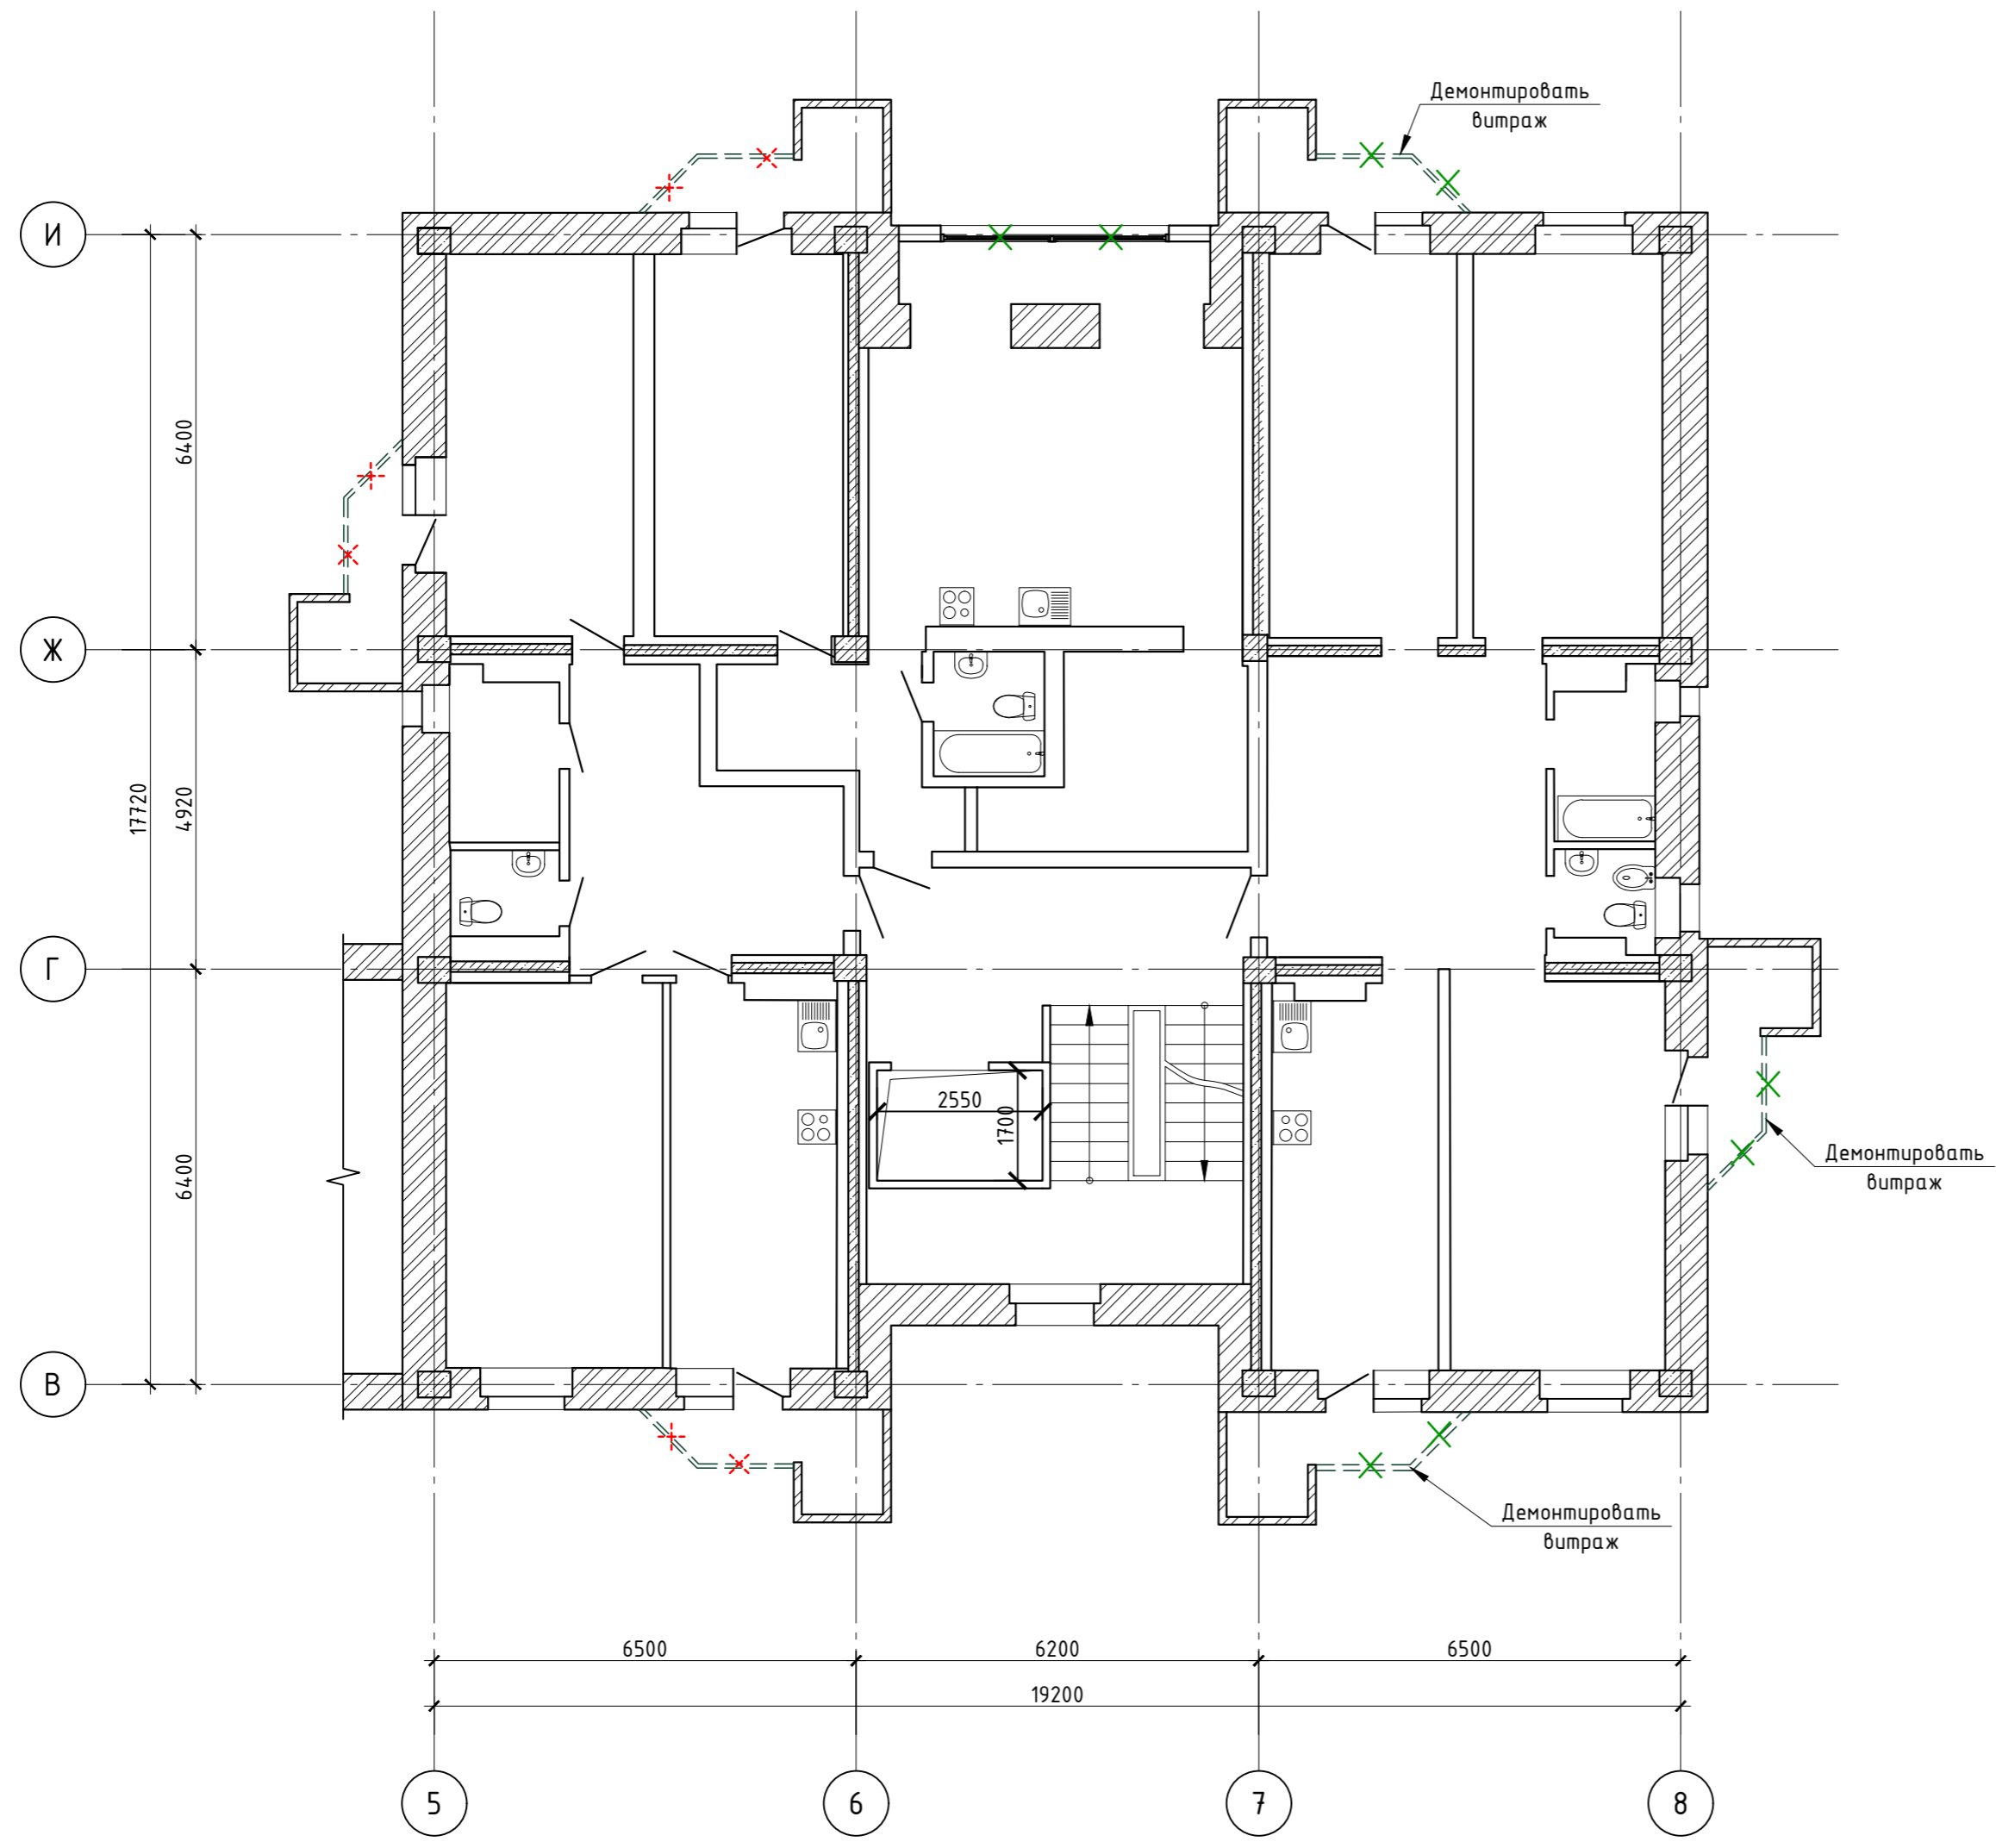 Демонтировать
витраж
И
6400
Ж
17720
4920
Г
2550
1700
Демонтировать
витраж
6400
В
Демонтировать
витраж
6500
6200
6500
19200
5
6
7
8